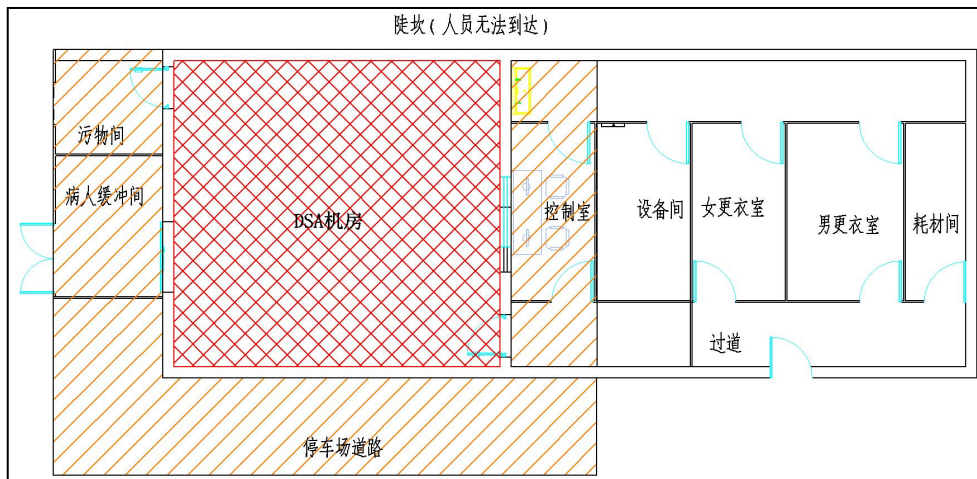 陡坎(人员无法到达)
污物间
病人缓冲间
DSA机房
控制室
设备间
女更衣室
男更衣室
耗材间
过道
停车场道路